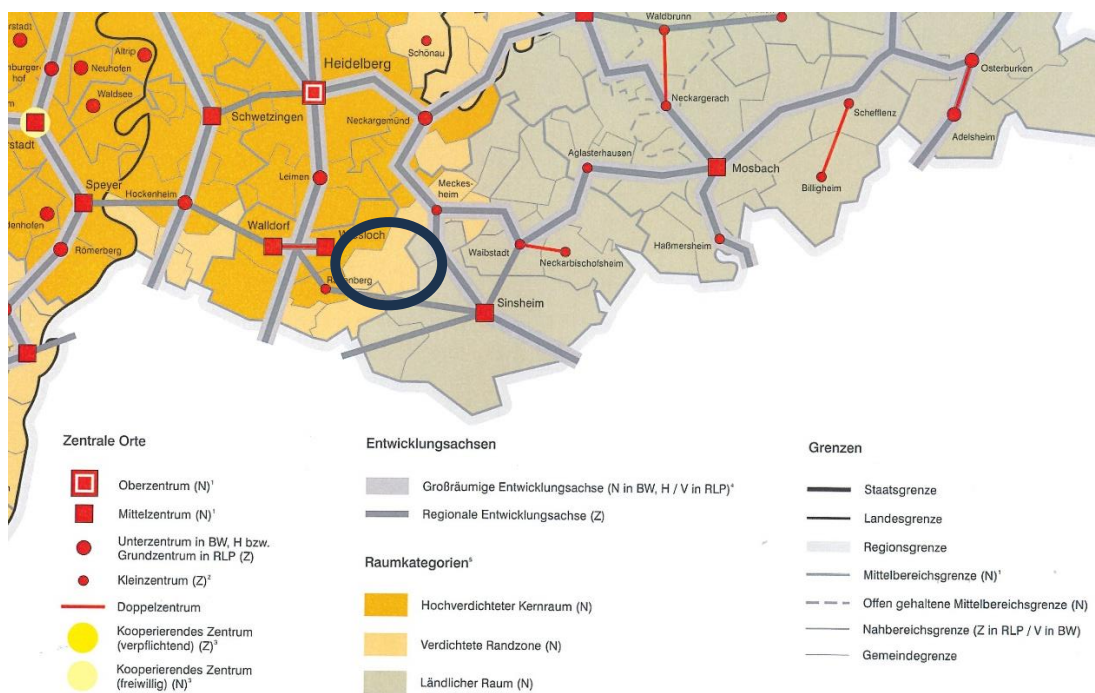 Waldbrunn
Altrip
Schönau
Neuhofen
hof
Heidelberg
Osterburken
Waldsee
Neckargerach
Schefflenz
Schwetzingen
Neckargemünd
Adelsheim
Aglasterhausen
Mosbach
Leimen
Speyer
Hockenheim
Meckes-
heim
Billigheim
Walldorf
Römerberg
Waibstadt
Haßmersheim
Neckarbischofsheim
Sinsheim
Zentrale Orte
Oberzentrum (N)¹
Mittelzentrum (N)¹
Unterzentrum in BW, H bzw.
Grundzentrum in RLP (Z)
Kleinzentrum (Z)²
Doppelzentrum
Kooperierendes Zentrum
(verpflichtend) (Z)³
Kooperierendes Zentrum
(freiwillig) (N)³
Entwicklungsachsen
Großräumige Entwicklungsachse (N in BW, H / V in RLP)⁴
Regionale Entwicklungsachse (Z)
Raumkategorien⁵
Hochverdichteter Kernraum (N)
Verdichtete Randzone (N)
Ländlicher Raum (N)
Grenzen
Staatsgrenze
Landesgrenze
Regionsgrenze
Mittelbereichsgrenze (N)¹
Offen gehaltene Mittelbereichsgrenze (N)
Nahbereichsgrenze (Z in RLP / V in BW)
Gemeindegrenze